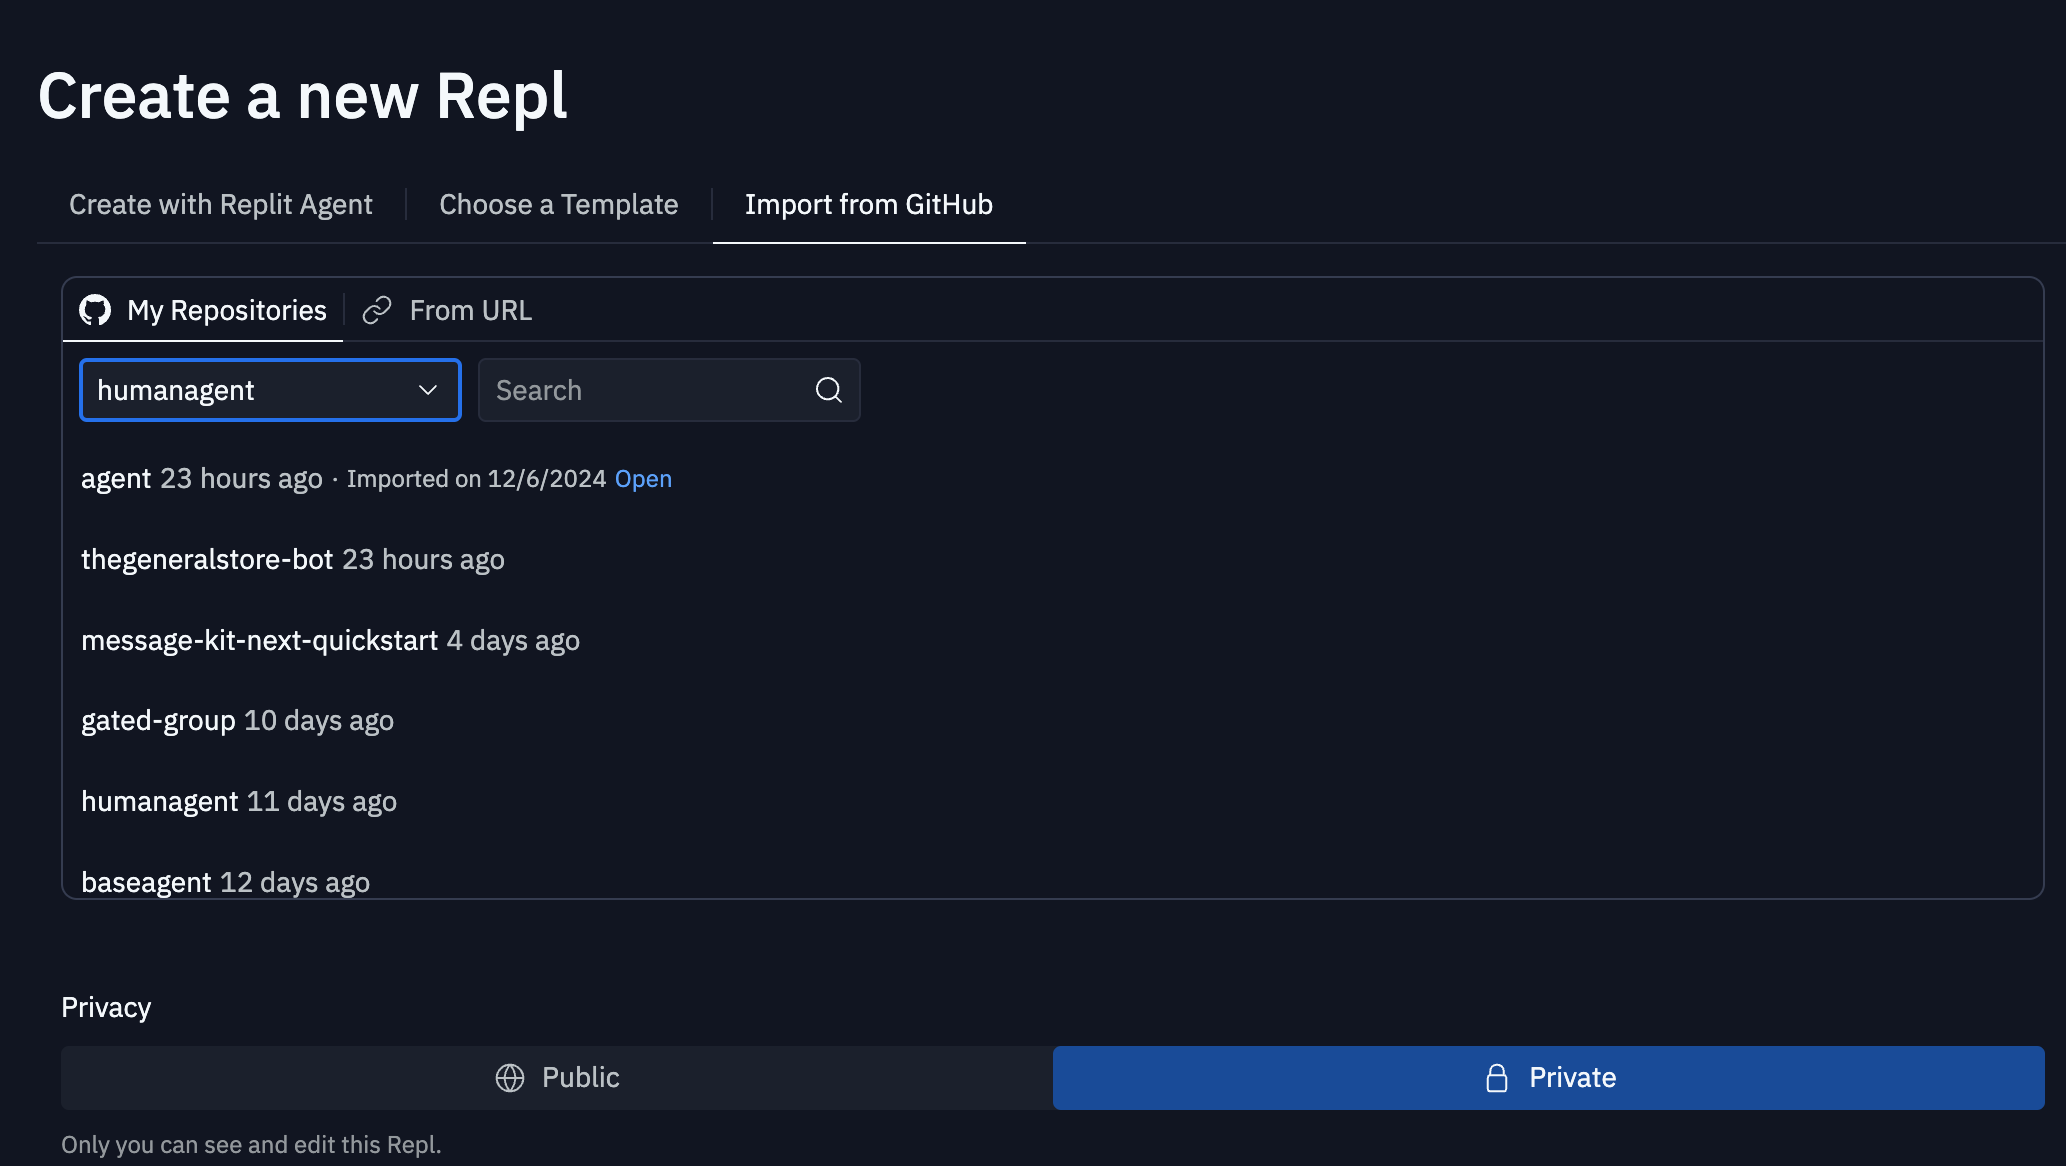 Create a new Repl
Create with Replit Agent
Choose a Template
Import from GitHub
My Repositories
From URL
humanagent
Search
agent 23 hours ago · Imported on 12/6/2024 Open
thegeneralstore-bot 23 hours ago
message-kit-next-quickstart 4 days ago
gated-group 10 days ago
humanagent 11 days ago
baseagent 12 days ago
Privacy
Public
Private
Only you can see and edit this Repl.